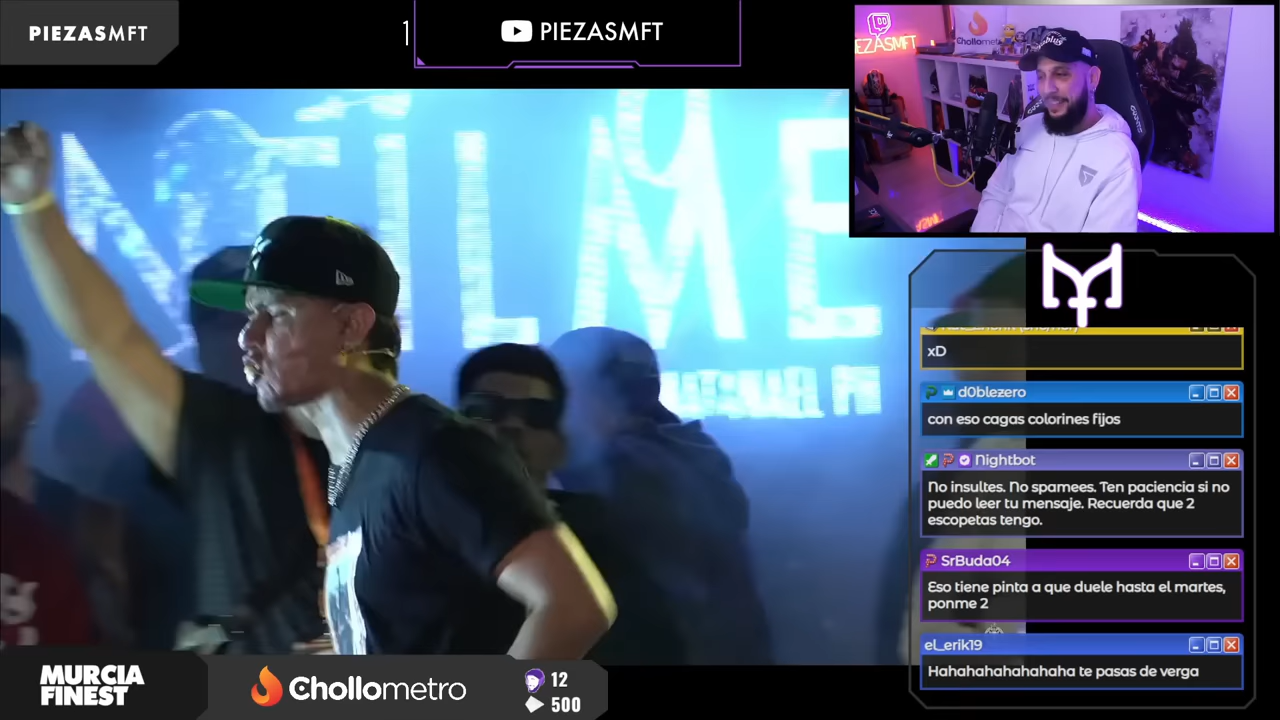 PIEZASMFT
1
PIEZASMFT
xD
d0blezero
con eso cagas colorines fijos
Nightbot
No insultes. No spamees. Ten paciencia si no
puedo leer tu mensaje. Recuerda que 2
escopetas tengo.
SrBuda04
Eso tiene pinta a que duele hasta el martes,
ponme 2
el_erik19
Hahahahahahahaha te pasas de verga
MURCIA
FINEST
Chollometro
12
500